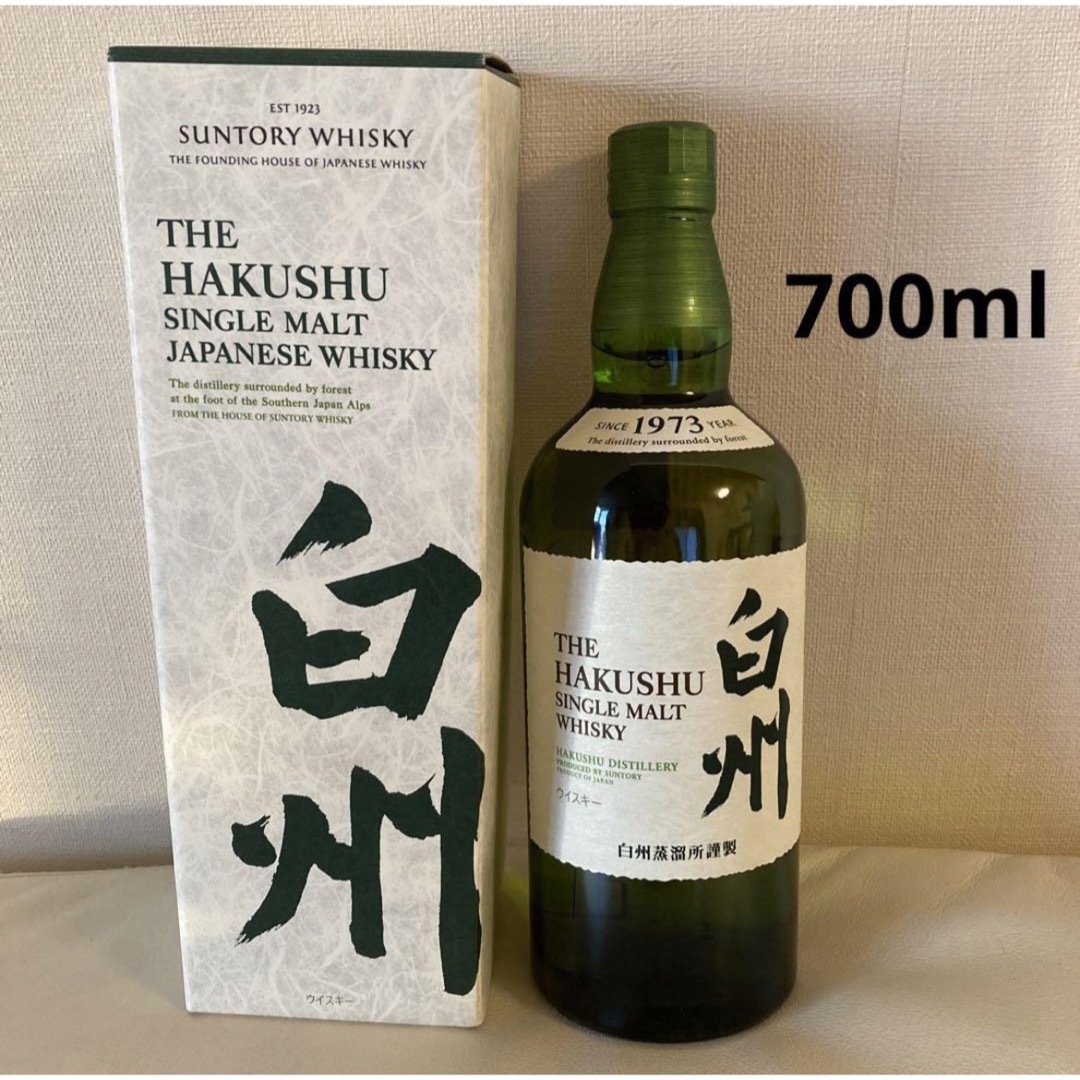 EST 1923
SUNTORY WHISKY
THE FOUNDING HOUSE OF JAPANESE WHISKY
THE
HAKUSHU
SINGLE MALT
JAPANESE WHISKY
The distillery surrounded by forest
at the foot of the Southern Japan Alps
FROM THE HOUSE OF SUNTORY WHISKY
白州
ウイスキー
700ml
SINCE 1973 YEAR
The distillery surrounded by forest
THE
HAKUSHU
SINGLE MALT
WHISKY
HAKUSHU DISTILLERY
PRODUCED BY SUNTORY
PRODUCT OF JAPAN
ウイスキー
白州
白州蒸溜所謹製